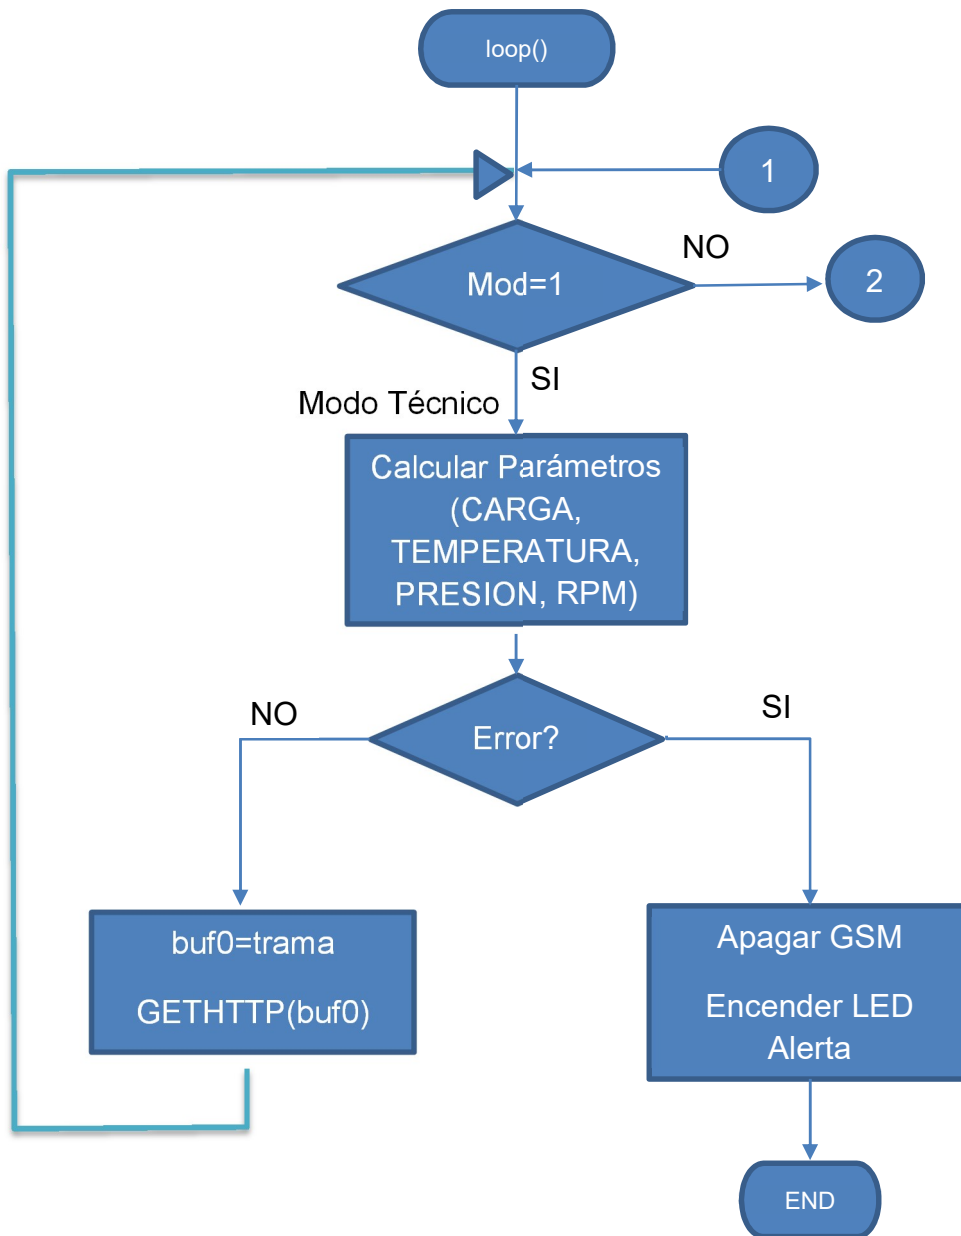 loop()
1
NO
Mod=1
2
SI
Modo Técnico
Calcular Parámetros
(CARGA,
TEMPERATURA,
PRESION, RPM)
NO
SI
Error?
buf0=trama
GETHTTP(buf0)
Apagar GSM
Encender LED
Alerta
END